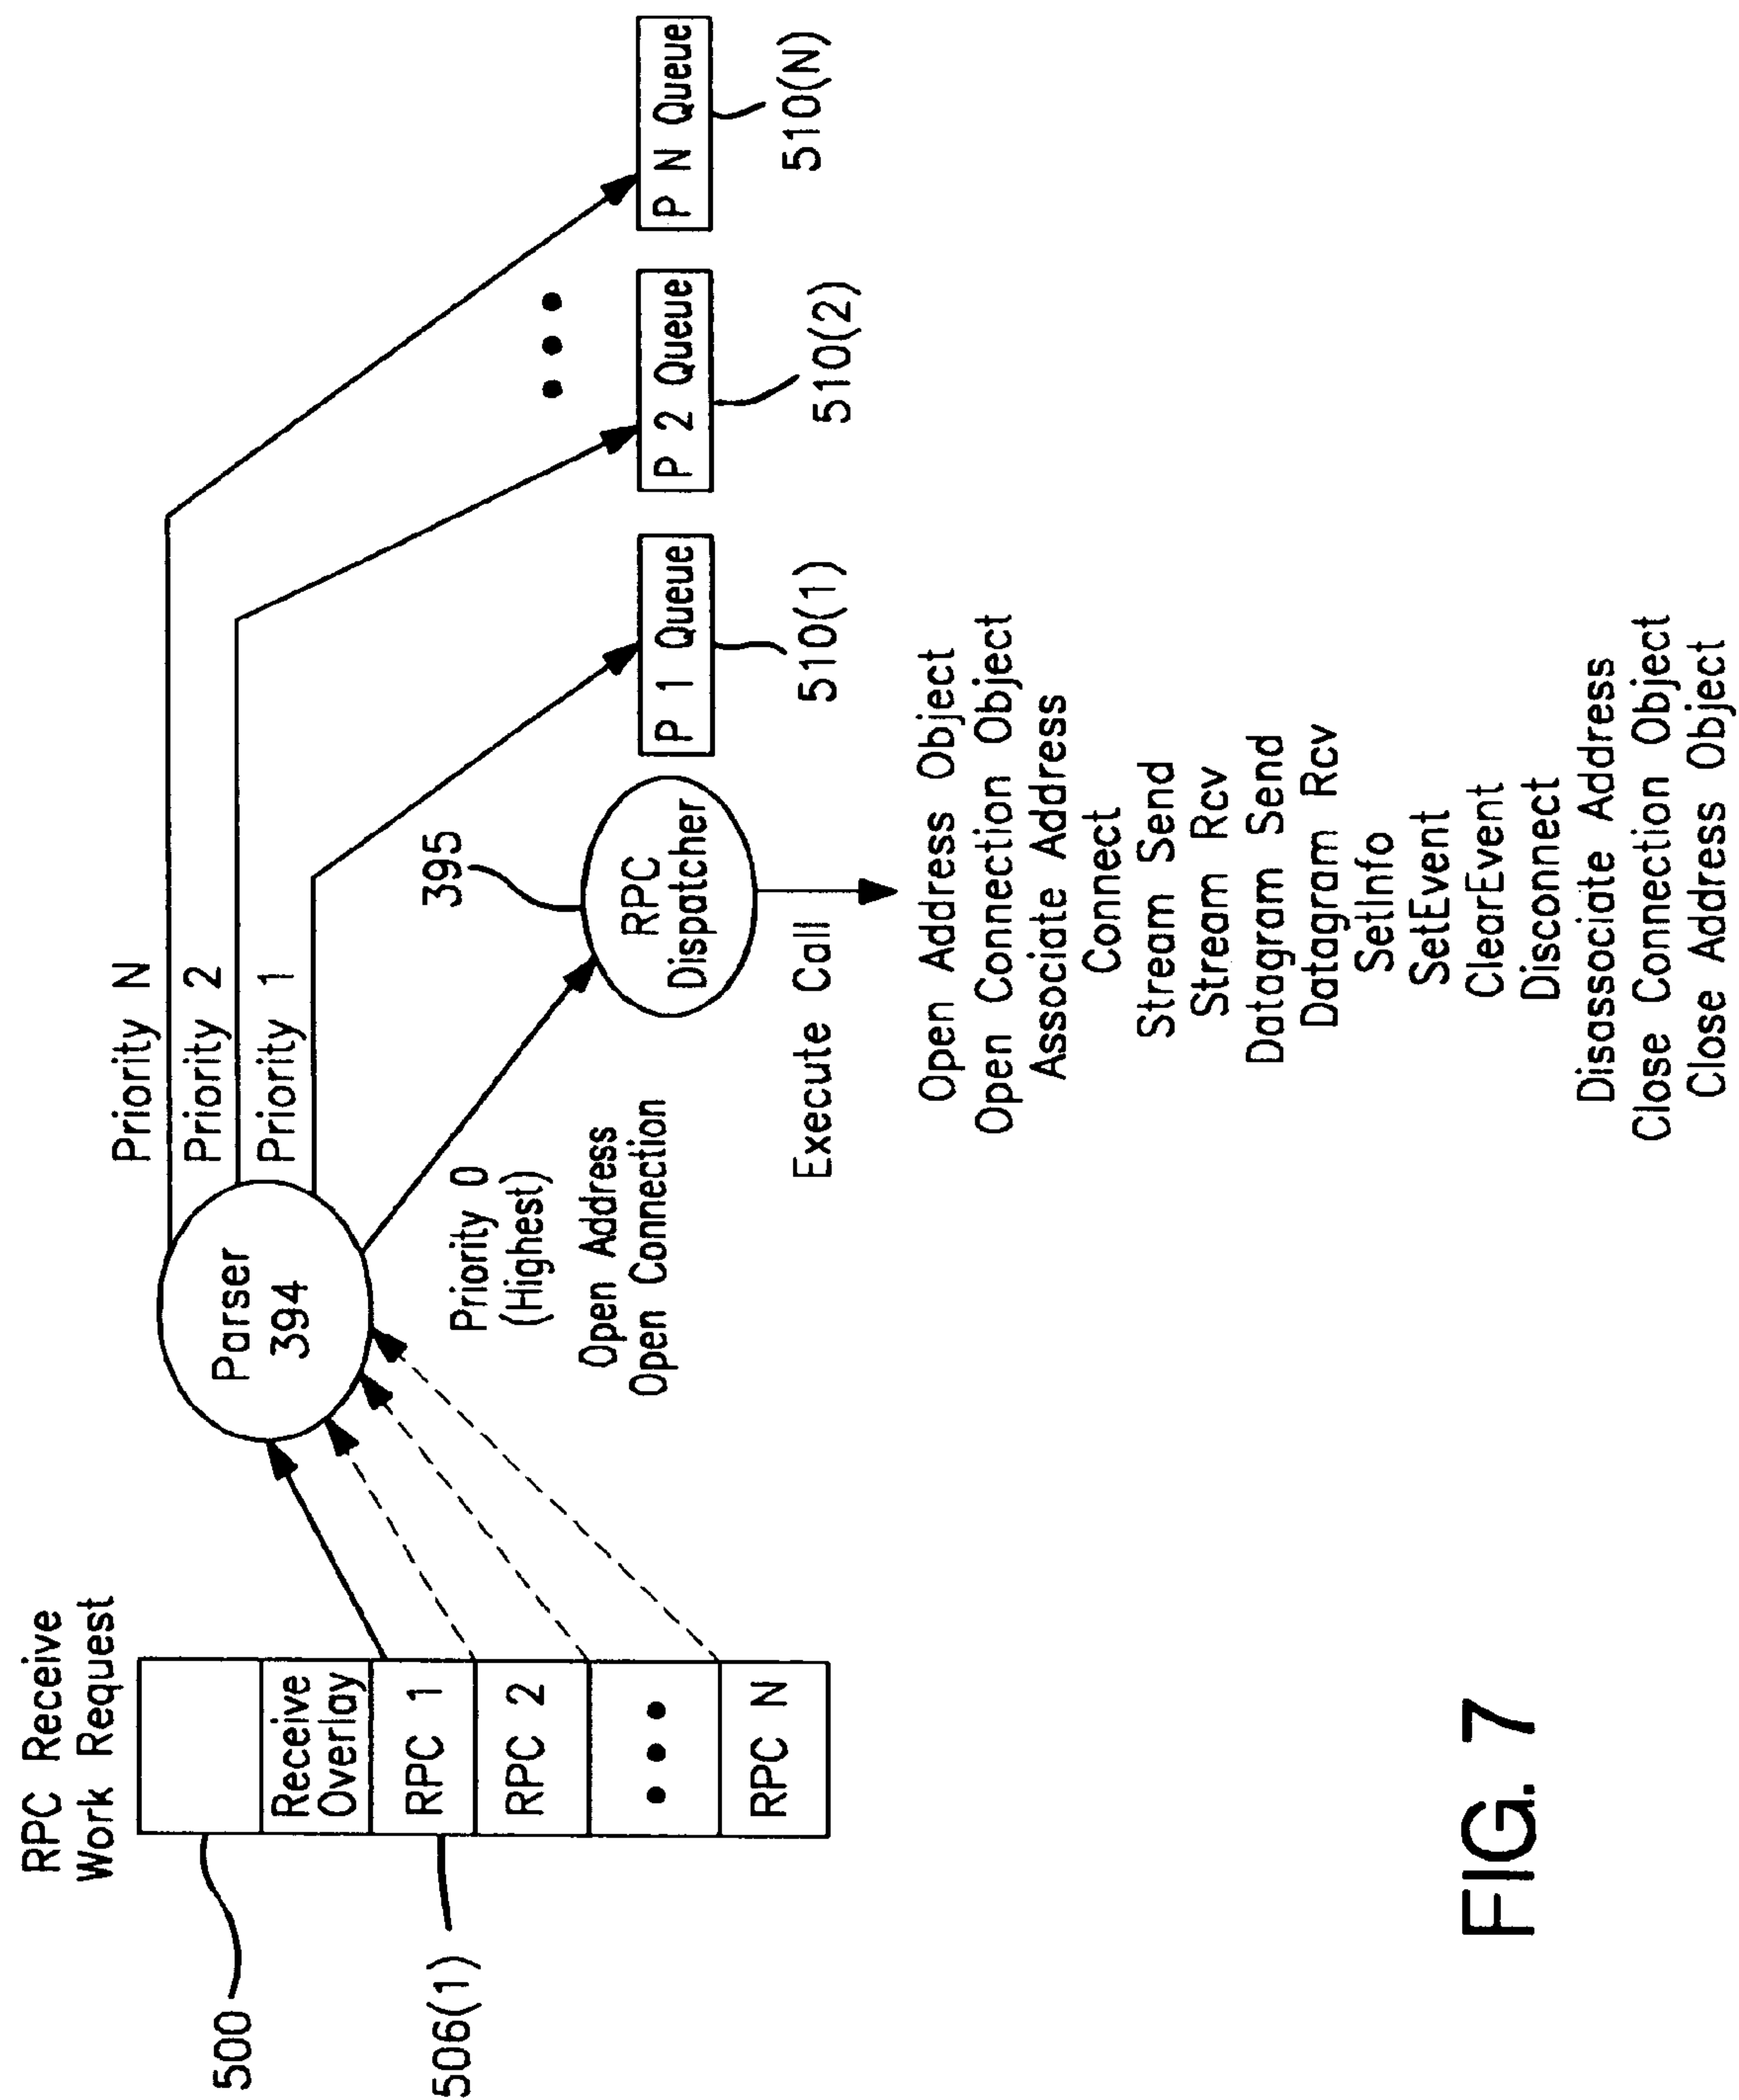 RPC Receive
Work Request
500
Receive
Overlay
506(1)
RPC 1
RPC 2
RPC N
Parser
394
Priority N
Priority 2
Priority 1
Priority 0
(Highest)
Open Address
Open Connection
395
RPC
Dispatcher
P 1 Queue
510(1)
P 2 Queue
510(2)
P N Queue
510(N)
Execute Call
Open Address Object
Open Connection Object
Associate Address
Connect
Stream Send
Stream Rcv
Datagram Send
Datagram Rcv
SetInfo
SetEvent
ClearEvent
Disconnect
Disassociate Address
Close Connection Object
Close Address Object
FIG. 7